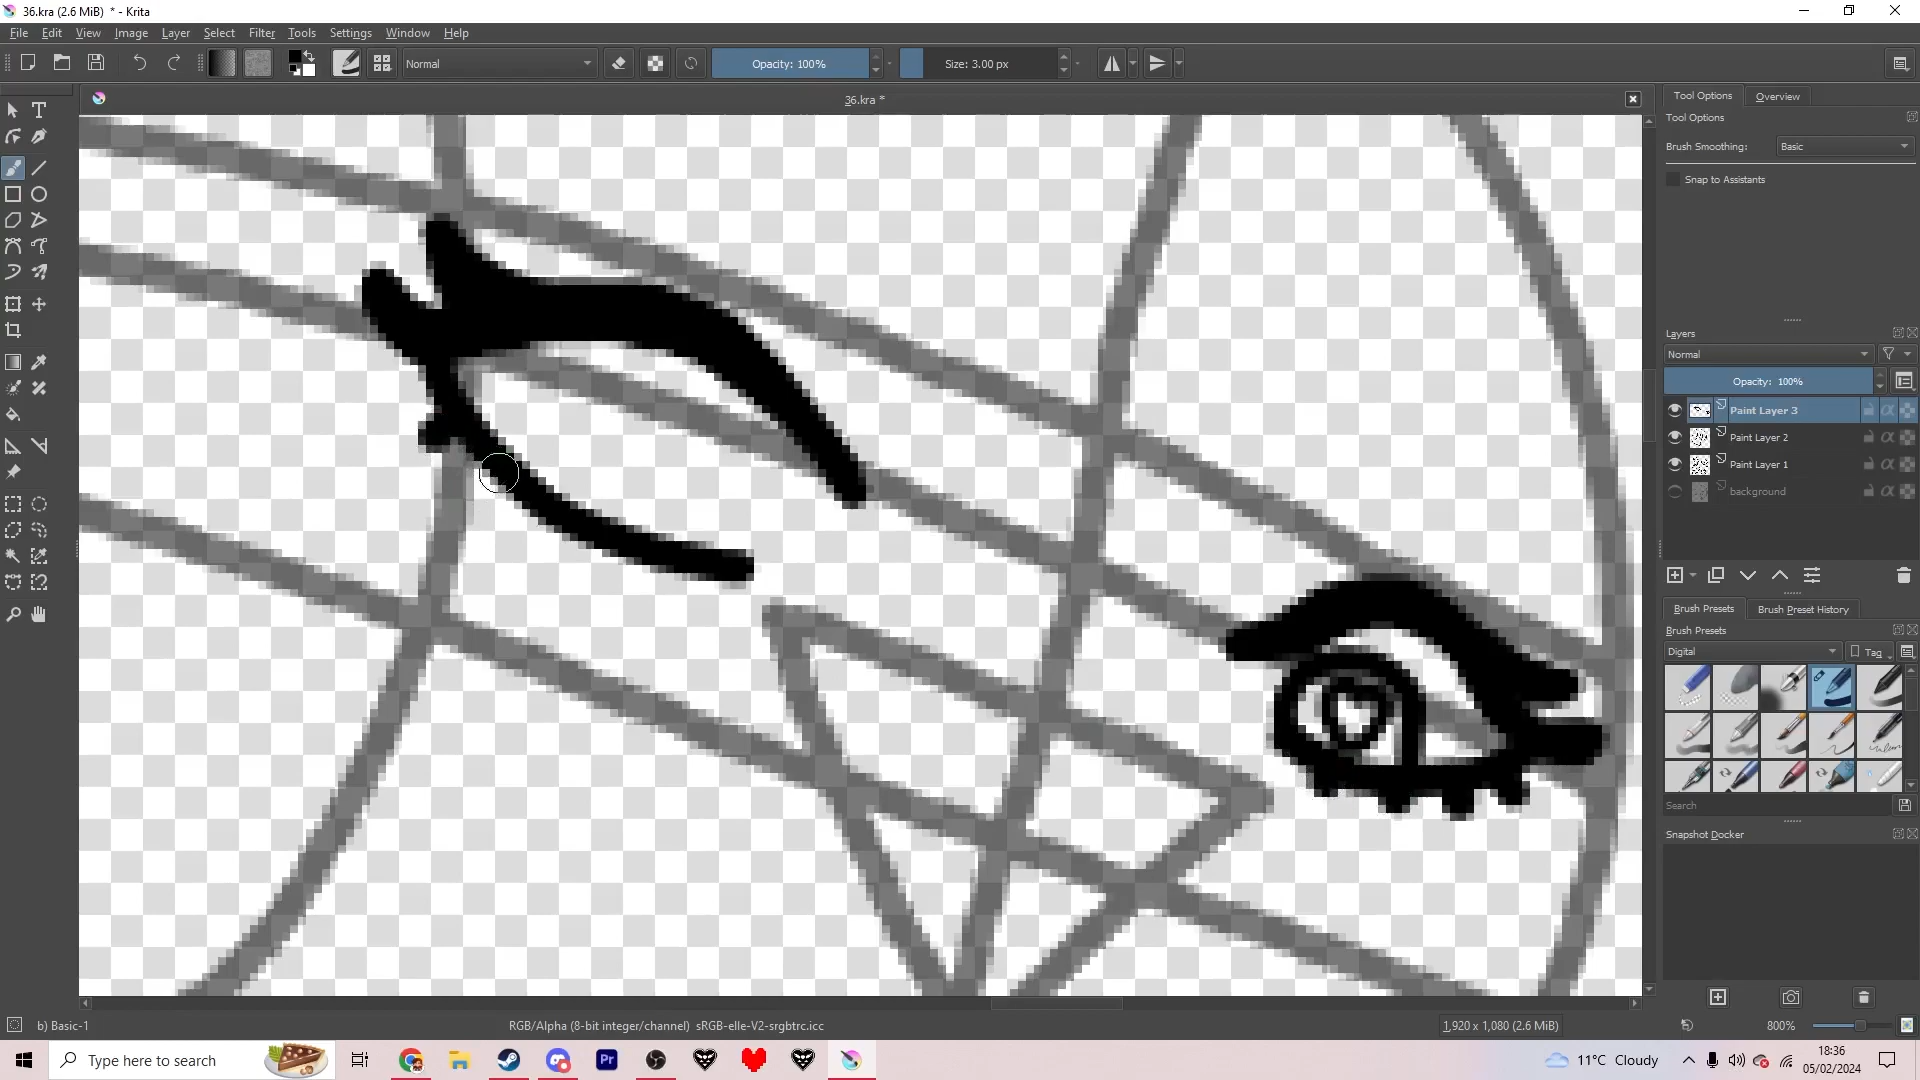 36.kra (2.6 MiB) * - Krita
File Edit View Image Layer Select Filter Tools Settings Window Help
Normal Opacity: 100% Size: 3.00 px
36.kra *
Tool Options Overview
Tool Options
Brush Smoothing: Basic
Snap to Assistants
Layers
Normal
Opacity: 100%
Paint Layer 3
Paint Layer 2
Paint Layer 1
background
Brush Presets Brush Preset History
Brush Presets
Digital Tag
Search
Snapshot Docker
b) Basic-1 RGB/Alpha (8-bit integer/channel) sRGB-elle-V2-srgbtrc.icc 1,920 x 1,080 (2.6 MiB) 800%
Type here to search Pr 11°C Cloudy 18:36
05/02/2024